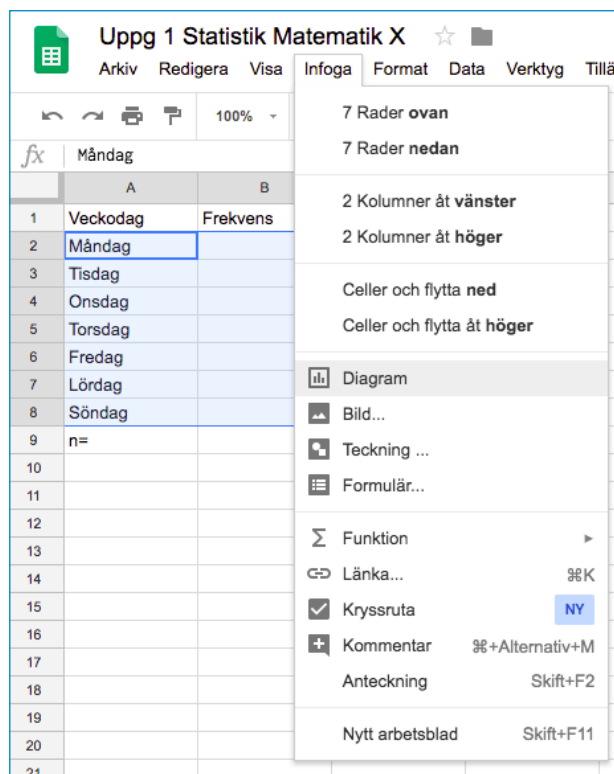 Uppg 1 Statistik Matematik X
Arkiv Redigera Visa Infoga Format Data Verktyg Tillä
100%
fx Måndag
A B
1 Veckodag Frekvens
2 Måndag
3 Tisdag
4 Onsdag
5 Torsdag
6 Fredag
7 Lördag
8 Söndag
9 n=
10
11
12
13
14
15
16
17
18
19
20
21
7 Rader ovan
7 Rader nedan
2 Kolumner åt vänster
2 Kolumner åt höger
Celler och flytta ned
Celler och flytta åt höger
Diagram
Bild...
Teckning ...
Formulär...
Σ Funktion ►
Länka... ⌘K
Kryssruta NY
Kommentar ⌘+Alternativ+M
Anteckning Skift+F2
Nytt arbetsblad Skift+F11